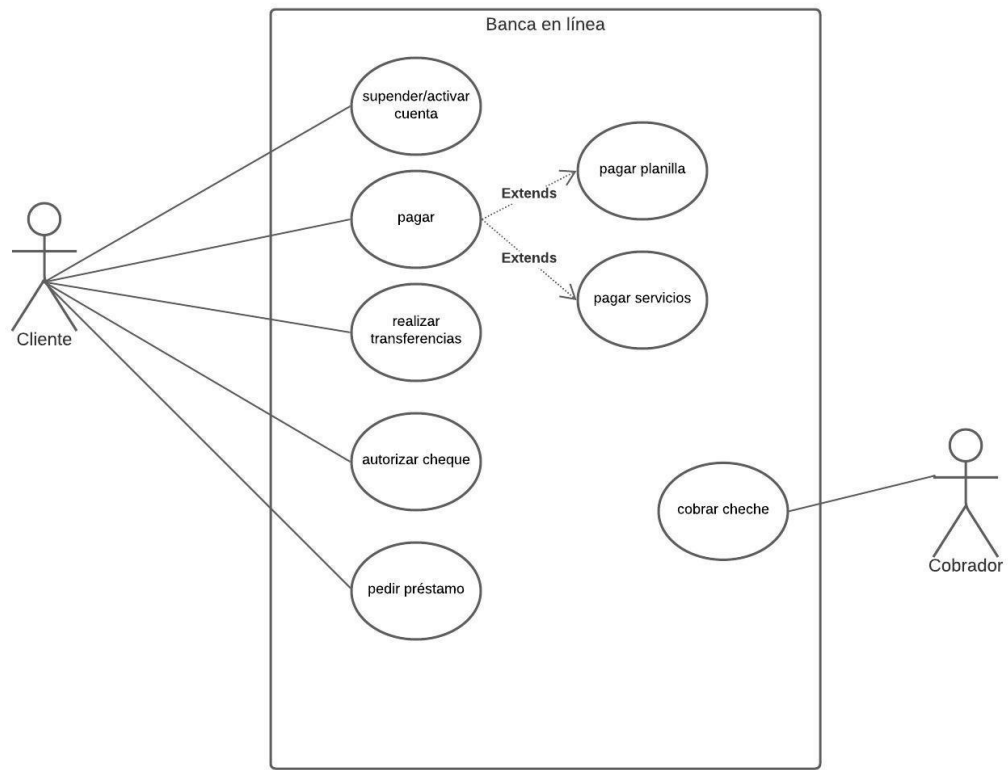 Banca en línea
supender/activar
cuenta
pagar planilla
Extends
pagar
Extends
pagar servicios
realizar
transferencias
Cliente
autorizar cheque
cobrar cheche
Cobrador
pedir préstamo